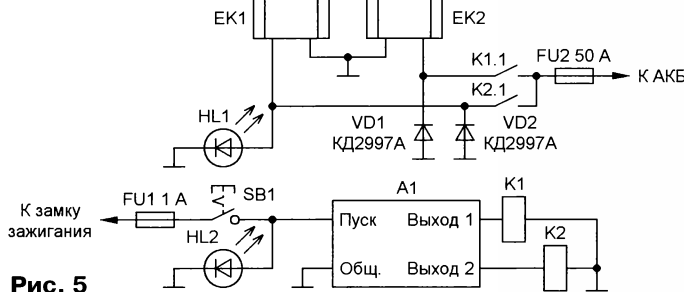 EK1
EK2
K1.1
FU2 50 А
К АКБ
K2.1
HL1
VD1
КД2997А
VD2
КД2997А
К замку
зажигания
FU1 1 А
SB1
HL2
A1
Пуск
Выход 1
Общ.
Выход 2
K1
K2
Рис. 5